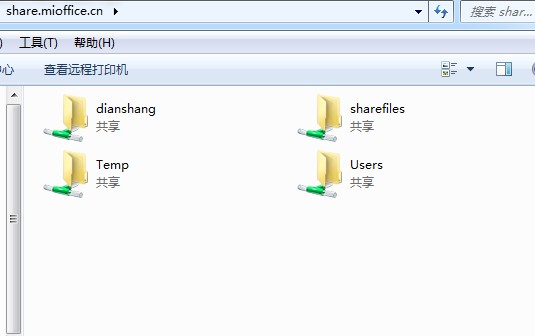 share.mioffice.cn
搜索 shar...
工具(T) 帮助(H)
中心 查看远程打印机
dianshang
共享
sharefiles
共享
Temp
共享
Users
共享